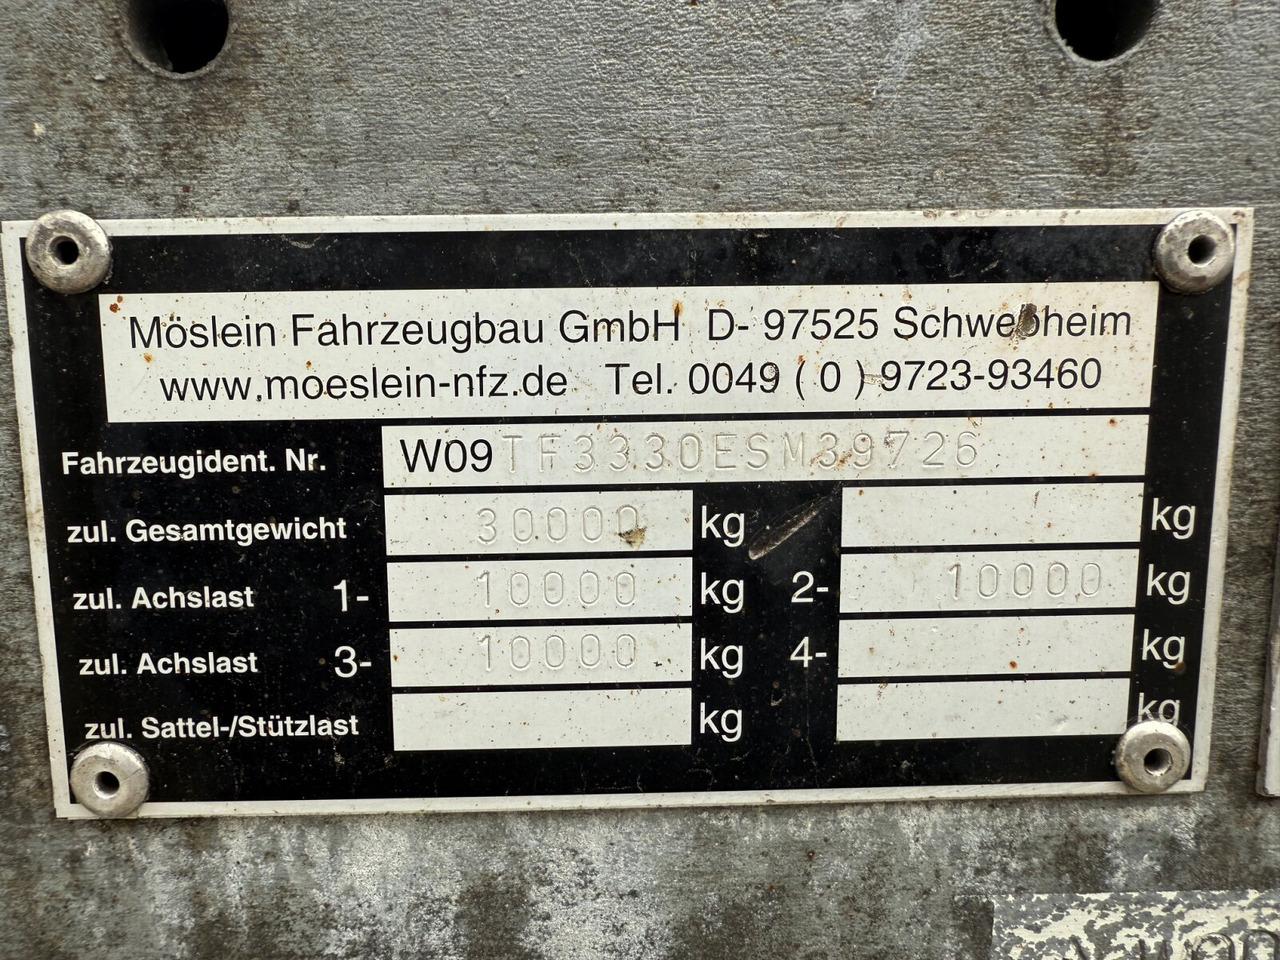 Möslein Fahrzeugbau GmbH D- 97525 Schwebheim
www.moeslein-nfz.de Tel. 0049 ( 0 ) 9723-93460
Fahrzeugident. Nr. W09TF3330ESM39726
zul. Gesamtgewicht 30000 kg kg
zul. Achslast 1- 10000 kg 2- 10000 kg
zul. Achslast 3- 10000 kg 4- kg
zul. Sattel-/Stützlast kg kg